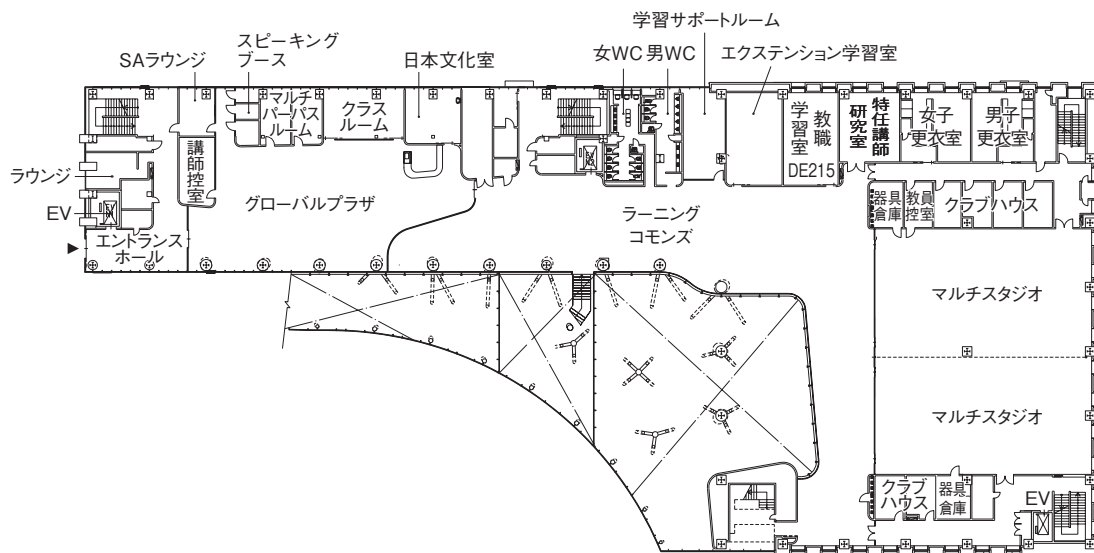 学習サポートルーム
スピーキング
ブース
女WC 男WC
エクステンション学習室
SAラウンジ
日本文化室
マルチ
パーパス
ルーム
クラス
ルーム
教職
学習室
DE215
特任講師
研究室
女子
更衣室
男子
更衣室
講師控室
ラウンジ
EV
エントランス
ホール
グローバルプラザ
ラーニング
コモンズ
器具
倉庫
教員
控室
クラブハウス
マルチスタジオ
マルチスタジオ
クラブ
ハウス
器具
倉庫
EV